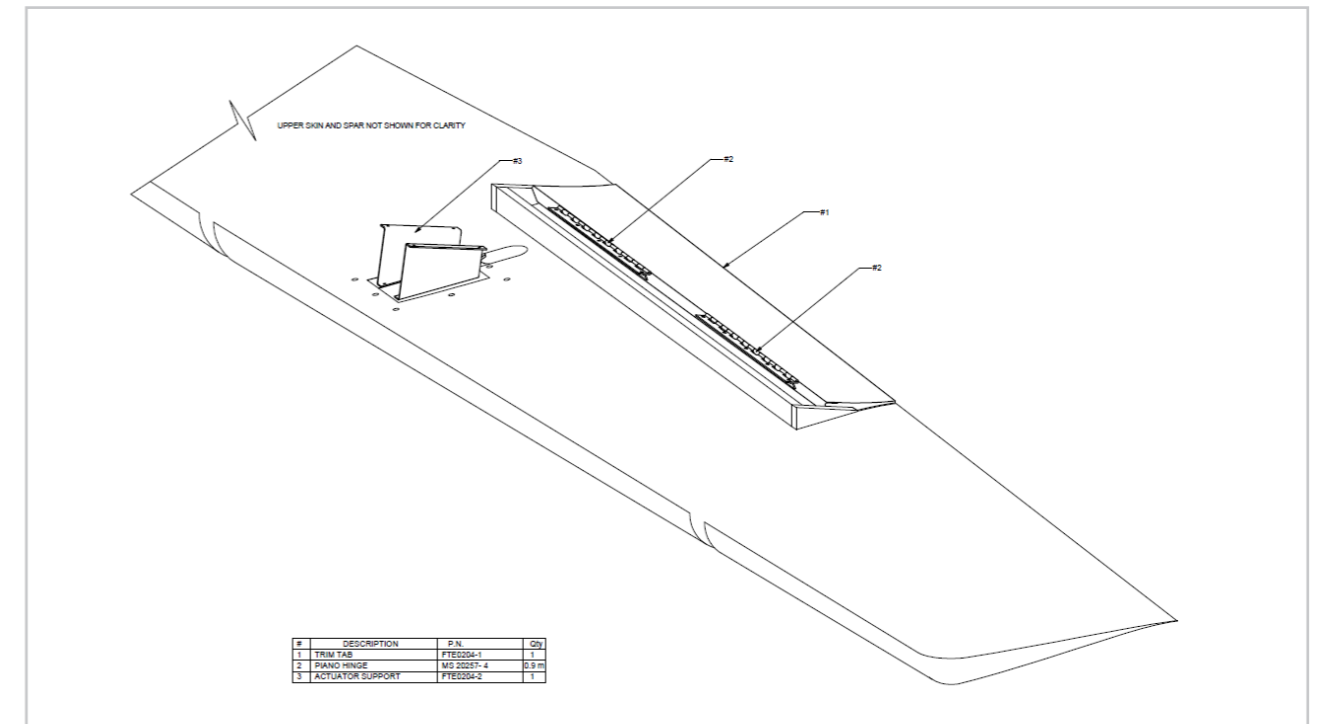 UPPER SKIN AND SPAR NOT SHOWN FOR CLARITY
#3
#2
#1
#2
# DESCRIPTION P.N. Qty
1 TRIM TAB FTE0204-1 1
2 PIANO HINGE MS 20257- 4 0.9 m
3 ACTUATOR SUPPORT FTE0204-2 1